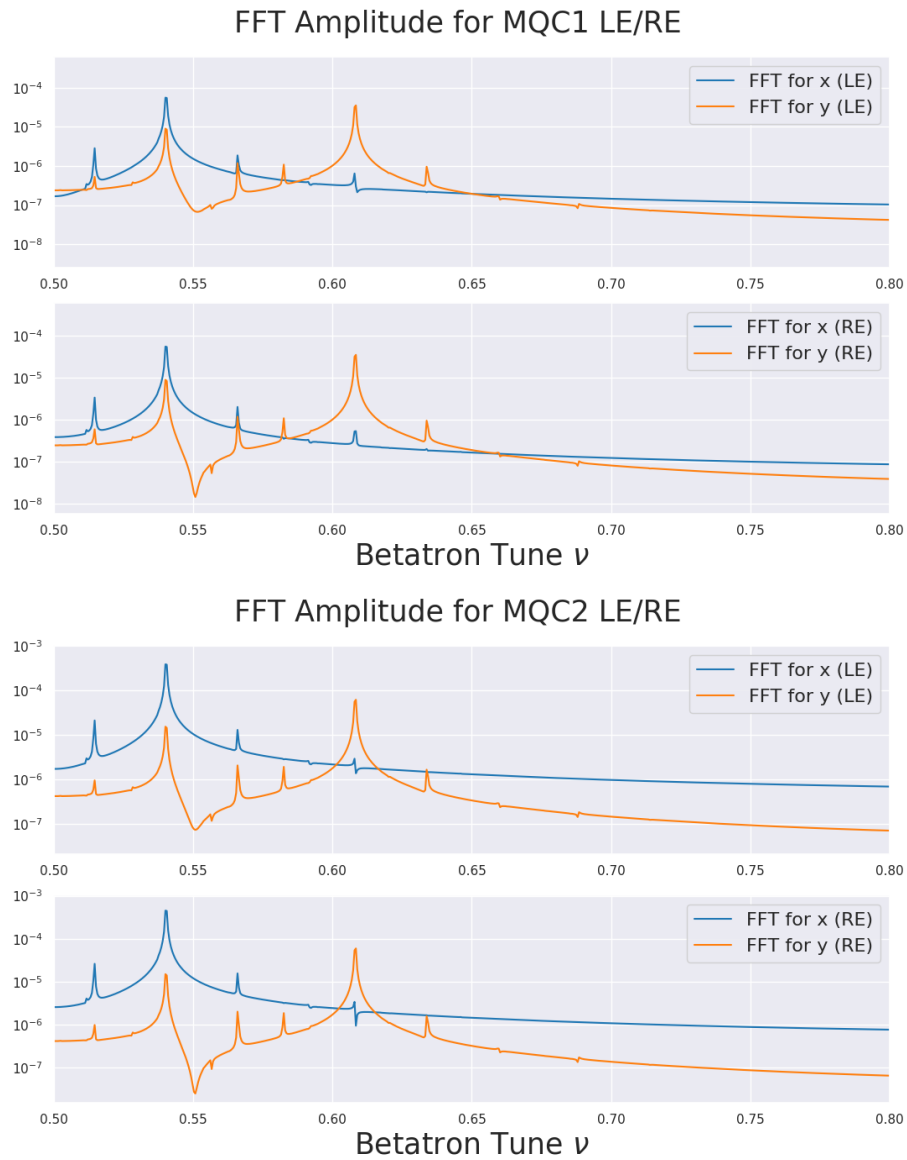 FFT Amplitude for MQC1 LE/RE
10⁻⁴
10⁻⁵
10⁻⁶
10⁻⁷
10⁻⁸
FFT for x (LE)
FFT for y (LE)
0.50 0.55 0.60 0.65 0.70 0.75 0.80
10⁻⁴
10⁻⁵
10⁻⁶
10⁻⁷
10⁻⁸
FFT for x (RE)
FFT for y (RE)
0.50 0.55 0.60 0.65 0.70 0.75 0.80
Betatron Tune ν
FFT Amplitude for MQC2 LE/RE
10⁻³
10⁻⁴
10⁻⁵
10⁻⁶
10⁻⁷
FFT for x (LE)
FFT for y (LE)
0.50 0.55 0.60 0.65 0.70 0.75 0.80
10⁻³
10⁻⁴
10⁻⁵
10⁻⁶
10⁻⁷
FFT for x (RE)
FFT for y (RE)
0.50 0.55 0.60 0.65 0.70 0.75 0.80
Betatron Tune ν